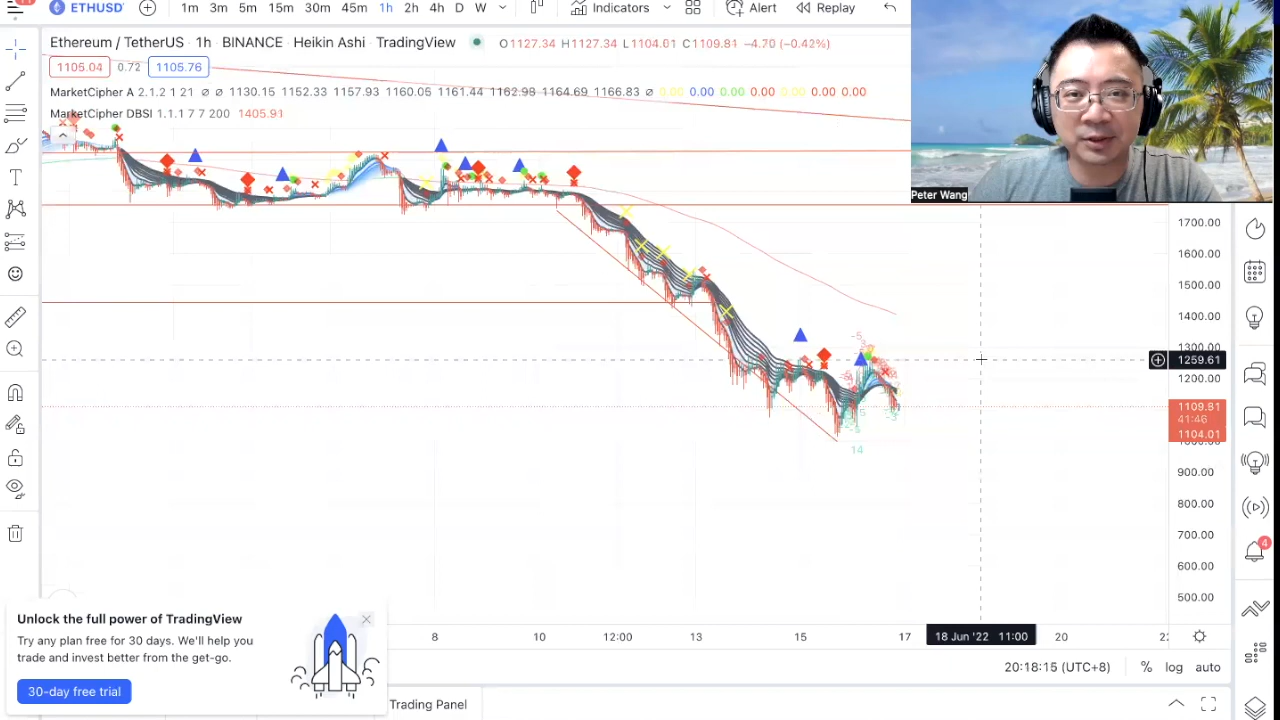 ETHUSD
1m 3m 5m 15m 30m 45m 1h 2h 4h D W
Indicators
Alert
Replay
Ethereum / TetherUS · 1h · BINANCE · Heikin Ashi · TradingView
O1127.34 H1127.34 L1104.01 C1109.81 −4.70 (−0.42%)
1105.04 0.72 1105.76
MarketCipher A 2.1.2 1 21 ∅ ∅ 1130.15 1152.33 1157.93 1160.05 1161.44 1162.98 1164.69 1166.83 ∅ 0.00 0.00 0.00 0.00 0.00 0.00 0.00
MarketCipher DBSI 1.1.1 7 7 200 1405.91
Peter Wang
1700.00
1600.00
1500.00
1400.00
1300.00
1259.61
1200.00
1109.81
41:46
1104.01
1000.00
900.00
800.00
700.00
600.00
500.00
-5
14
4
8 10 12:00 13 15 17 18 Jun '22 11:00 20
20:18:15 (UTC+8) % log auto
Unlock the full power of TradingView
Try any plan free for 30 days. We'll help you
trade and invest better from the get-go.
30-day free trial
Trading Panel